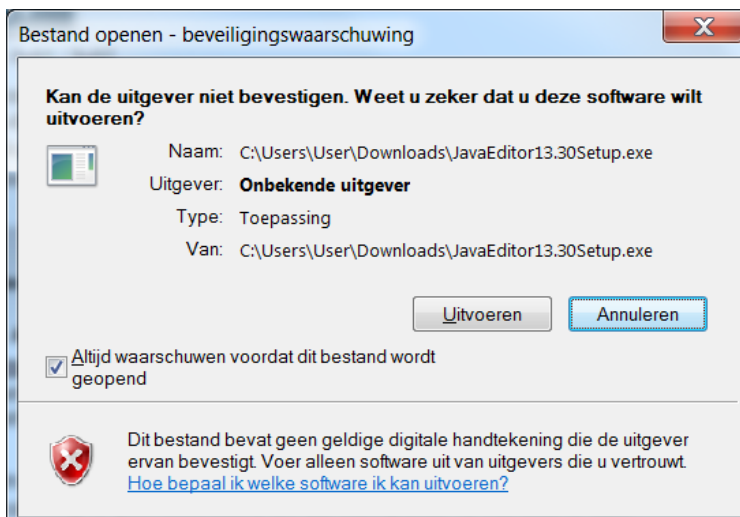 Bestand openen - beveiligingswaarschuwing
Kan de uitgever niet bevestigen. Weet u zeker dat u deze software wilt
uitvoeren?
Naam: C:\Users\User\Downloads\JavaEditor13.30Setup.exe
Uitgever: Onbekende uitgever
Type: Toepassing
Van: C:\Users\User\Downloads\JavaEditor13.30Setup.exe
Uitvoeren Annuleren
Altijd waarschuwen voordat dit bestand wordt
geopend
Dit bestand bevat geen geldige digitale handtekening die de uitgever
ervan bevestigt. Voer alleen software uit van uitgevers die u vertrouwt.
Hoe bepaal ik welke software ik kan uitvoeren?